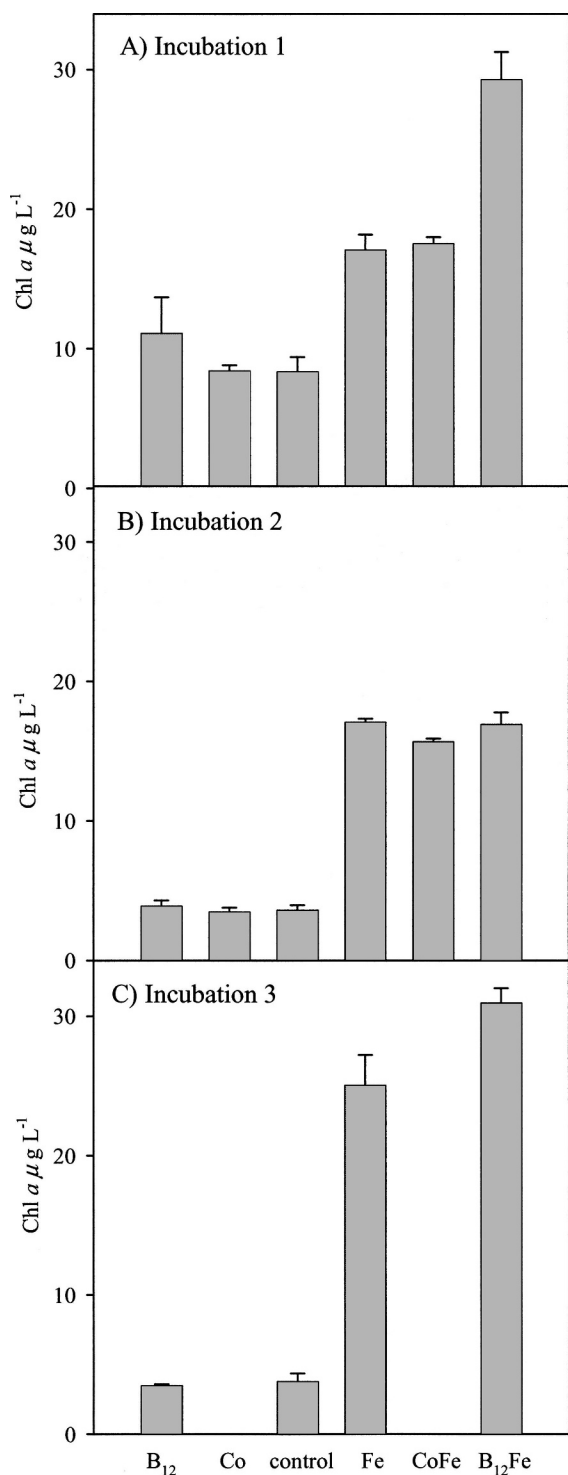 A) Incubation 1
30
20
10
0
Chl a μg L-1
B) Incubation 2
30
20
10
0
Chl a μg L-1
C) Incubation 3
30
20
10
0
Chl a μg L-1
B12 Co control Fe CoFe B12Fe